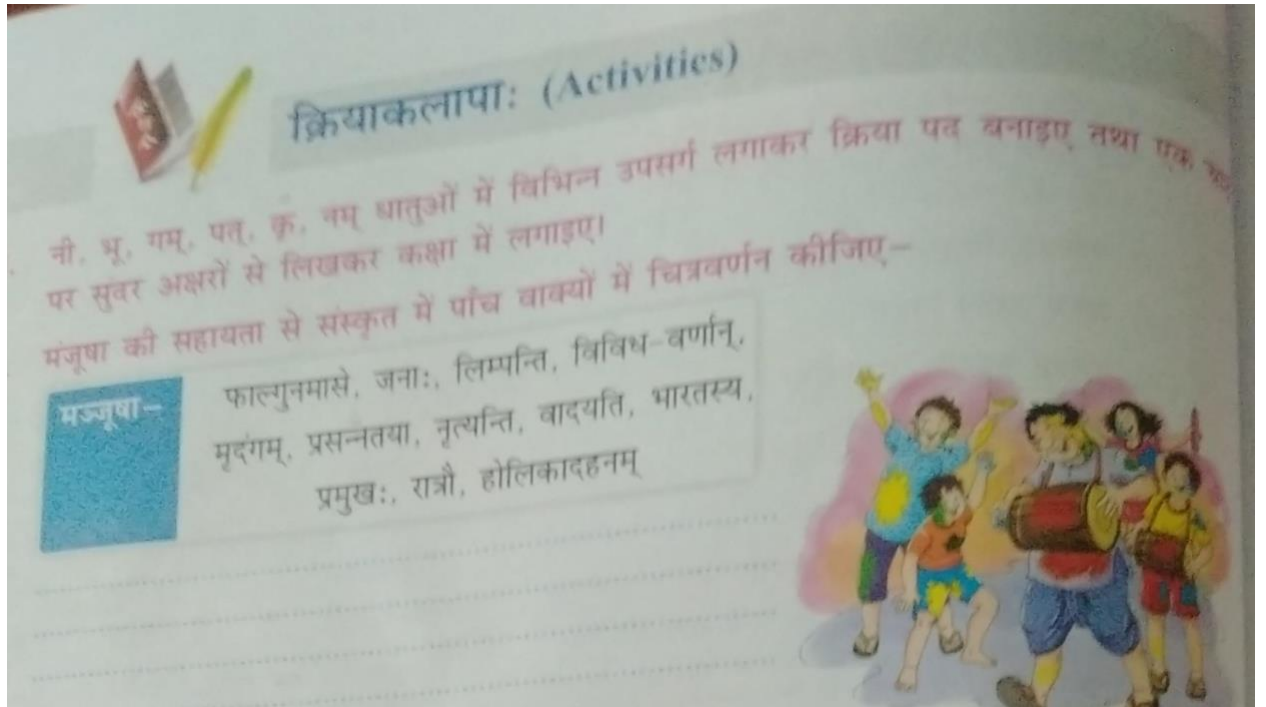 क्रियाकलापाः (Activities)
नी, भू, गम्, पत्, कृ, नम् धातुओं में विभिन्न उपसर्ग लगाकर क्रिया पद बनाइए तथा एक
पर सुंदर अक्षरों से लिखकर कक्षा में लगाइए।
मंजूषा की सहायता से संस्कृत में पाँच वाक्यों में चित्रवर्णन कीजिए–
मञ्जूषा–
फाल्गुनमासे, जनाः, लिम्पन्ति, विविध-वर्णान्,
मृदंगम्, प्रसन्नतया, नृत्यन्ति, वादयति, भारतस्य,
प्रमुखः, रात्रौ, होलिकादहनम्